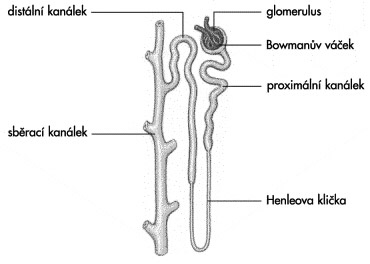 distální kanálek
glomerulus
Bowmanův váček
proximální kanálek
sběrací kanálek
Henleova klička